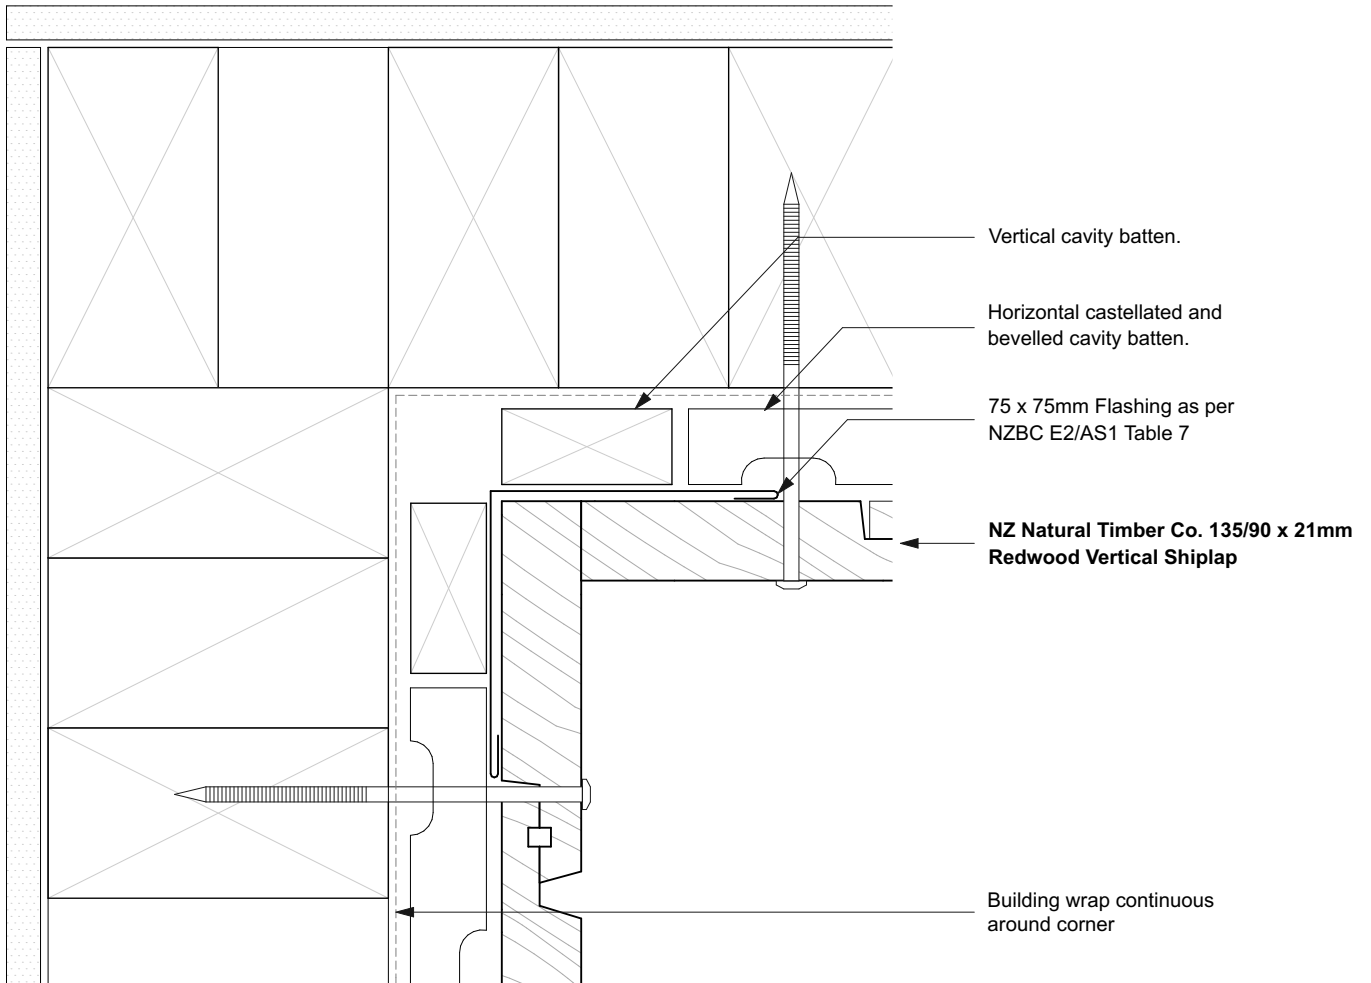 Vertical cavity batten.
Horizontal castellated and
bevelled cavity batten.
75 x 75mm Flashing as per
NZBC E2/AS1 Table 7
NZ Natural Timber Co. 135/90 x 21mm
Redwood Vertical Shiplap
Building wrap continuous
around corner